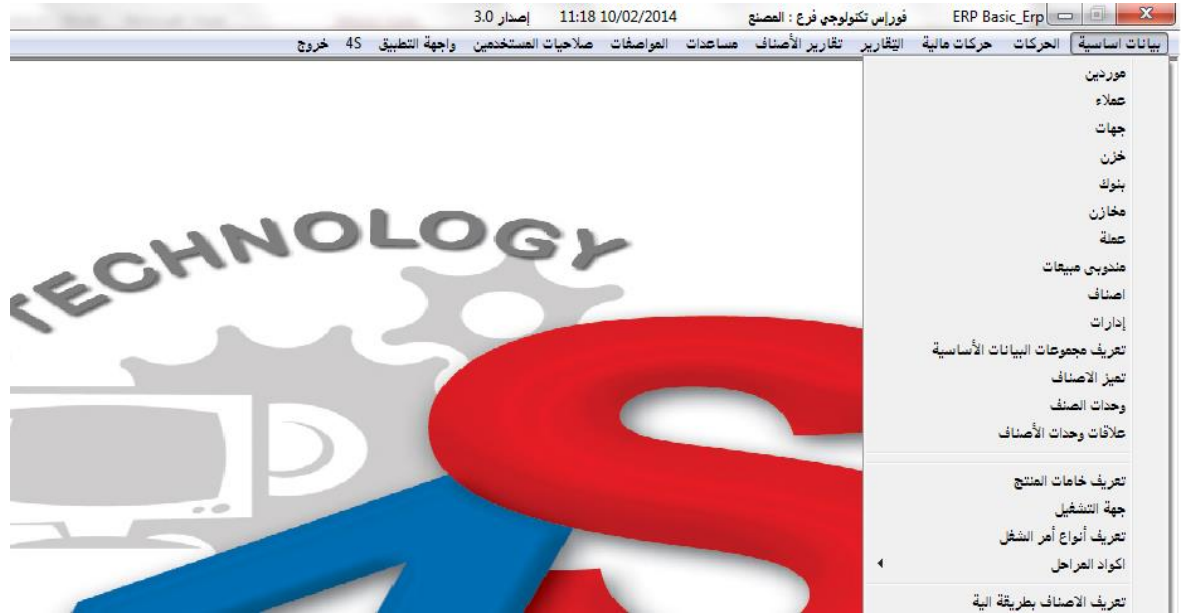 ERP Basic_Erp فورإس تكنولوجي فرع : المصنع 11:18 10/02/2014 إصدار 3.0
بيانات اساسية الحركات حركات مالية التقارير تقارير الأصناف مساعدات المواصفات صلاحيات المستخدمين واجهة التطبيق 4S خروج
موردين
عملاء
جهات
خزن
بنوك
مخازن
عملة
مندوبى مبيعات
اصناف
إدارات
تعريف مجموعات البيانات الأساسية
تميز الاصناف
وحدات الصنف
علاقات وحدات الأصناف
تعريف خامات المنتج
جهة التشغيل
تعريف أنواع أمر الشغل
اكواد المراحل
تعريف الاصناف بطريقة الية
TECHNOLOGY
S